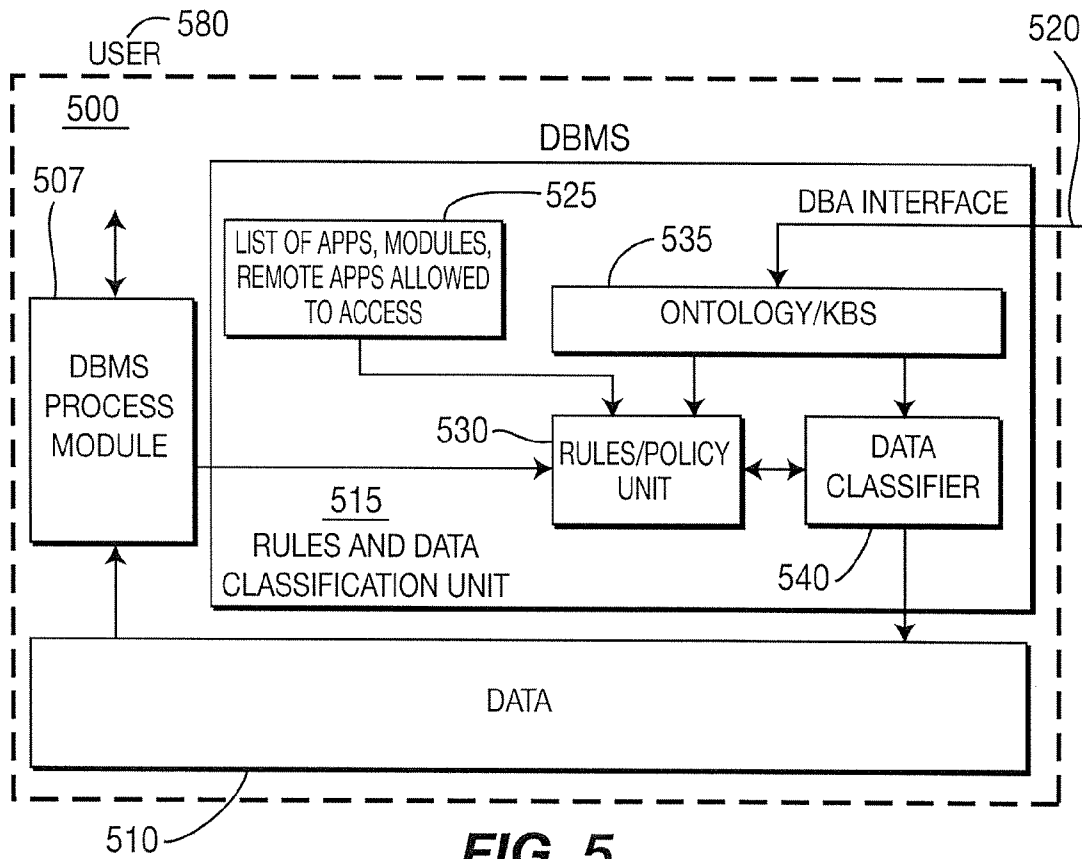 580
USER
520
500
DBMS
507
525
DBA INTERFACE
LIST OF APPS, MODULES,
REMOTE APPS ALLOWED
TO ACCESS
535
ONTOLOGY/KBS
DBMS
PROCESS
MODULE
530
RULES/POLICY
UNIT
DATA
CLASSIFIER
515
RULES AND DATA
CLASSIFICATION UNIT
540
DATA
510
FIG. 5